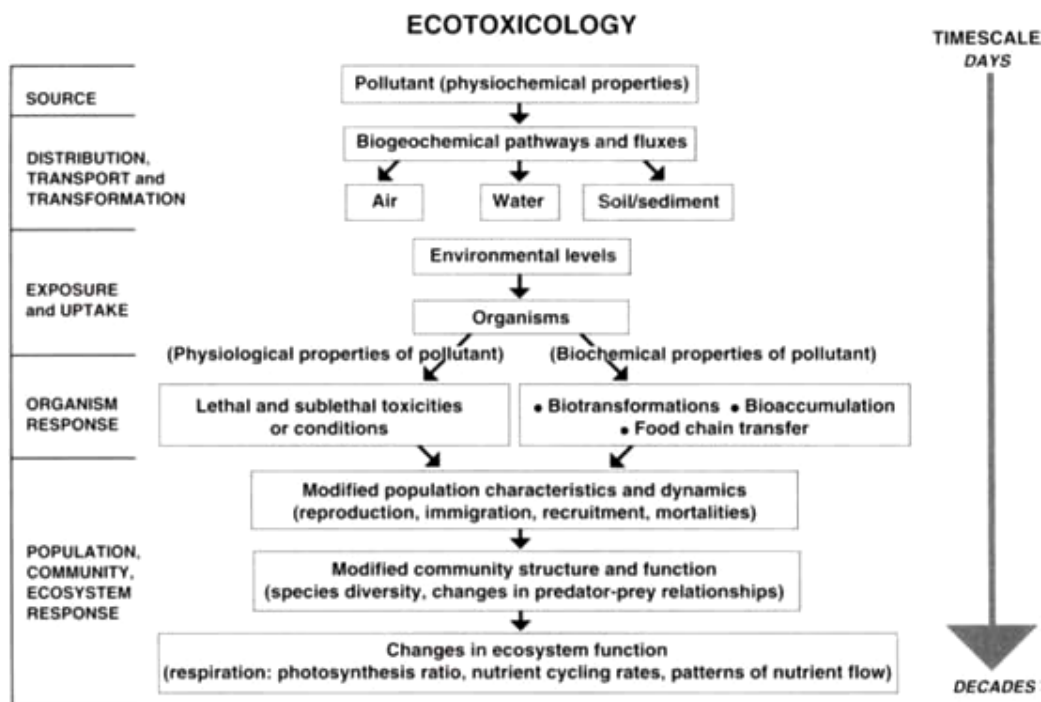 ECOTOXICOLOGY
TIMESCALE
DAYS
SOURCE
Pollutant (physiochemical properties)
DISTRIBUTION,
TRANSPORT and
TRANSFORMATION
Biogeochemical pathways and fluxes
Air
Water
Soil/sediment
EXPOSURE
and UPTAKE
Environmental levels
Organisms
(Physiological properties of pollutant)
(Biochemical properties of pollutant)
ORGANISM
RESPONSE
Lethal and sublethal toxicities
or conditions
• Biotransformations • Bioaccumulation
• Food chain transfer
POPULATION,
COMMUNITY,
ECOSYSTEM
RESPONSE
Modified population characteristics and dynamics
(reproduction, immigration, recruitment, mortalities)
Modified community structure and function
(species diversity, changes in predator-prey relationships)
Changes in ecosystem function
(respiration: photosynthesis ratio, nutrient cycling rates, patterns of nutrient flow)
DECADES